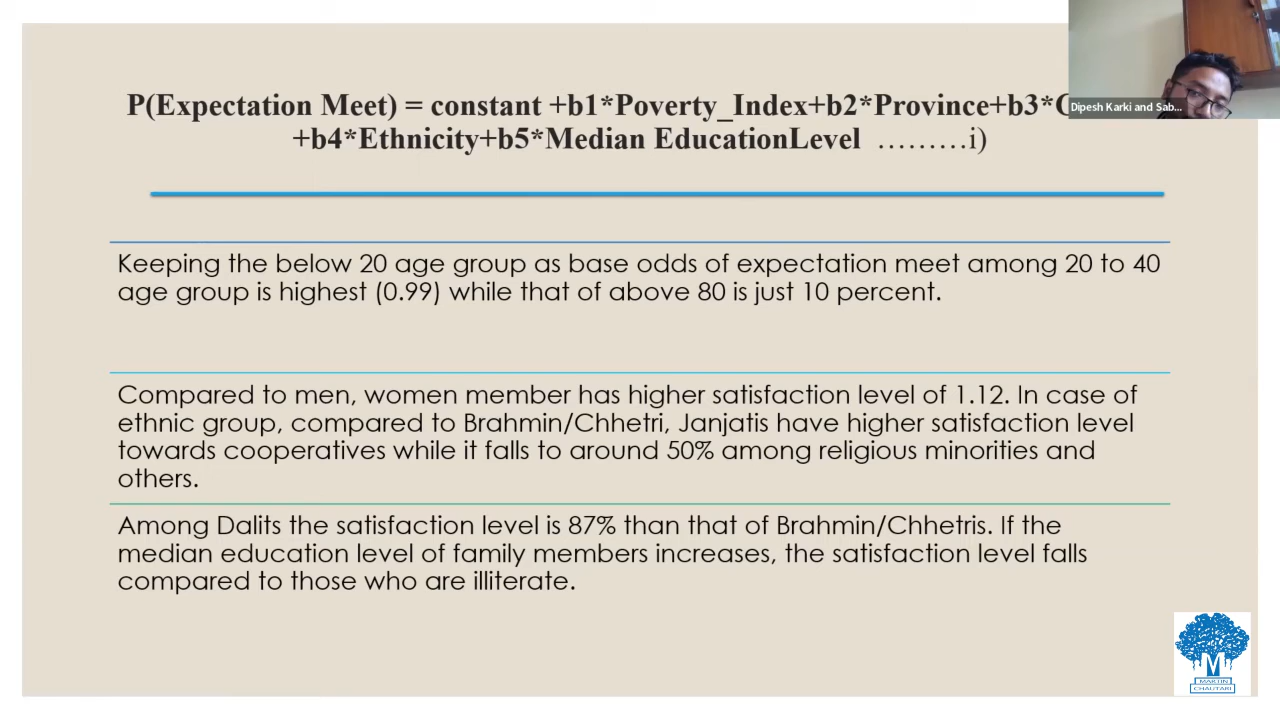 P(Expectation Meet) = constant +b1*Poverty_Index+b2*Province+b3*
+b4*Ethnicity+b5*Median EducationLevel ………i)
Dipesh Karki and Sab...
Keeping the below 20 age group as base odds of expectation meet among 20 to 40
age group is highest (0.99) while that of above 80 is just 10 percent.
Compared to men, women member has higher satisfaction level of 1.12. In case of
ethnic group, compared to Brahmin/Chhetri, Janjatis have higher satisfaction level
towards cooperatives while it falls to around 50% among religious minorities and
others.
Among Dalits the satisfaction level is 87% than that of Brahmin/Chhetris. If the
median education level of family members increases, the satisfaction level falls
compared to those who are illiterate.
M
MARTIN
CHAUTARI